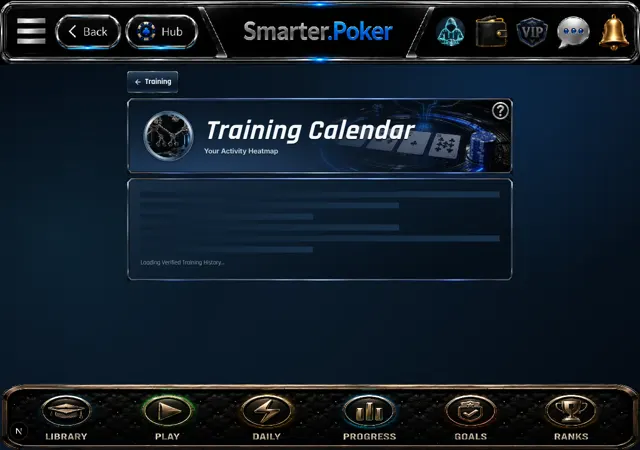 Back
Hub
Smarter.Poker
VIP
← Training
Training Calendar
?
Your Activity Heatmap
Loading Verified Training History...
N
LIBRARY
PLAY
DAILY
PROGRESS
GOALS
RANKS